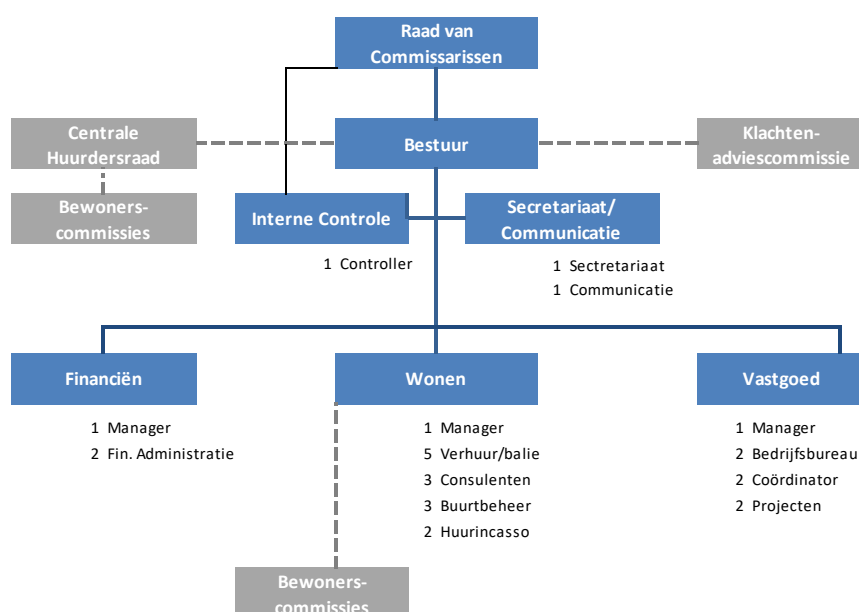 Raad van
Commissarissen
Centrale
Huurdersraad
Bestuur
Klachten-
adviescommissie
Bewoners-
commissies
Interne Controle
Secretariaat/
Communicatie
1 Controller
1 Sectretariaat
1 Communicatie
Financiën
Wonen
Vastgoed
1 Manager
2 Fin. Administratie
1 Manager
5 Verhuur/balie
3 Consulenten
3 Buurtbeheer
2 Huurincasso
1 Manager
2 Bedrijfsbureau
2 Coördinator
2 Projecten
Bewoners-
commissies